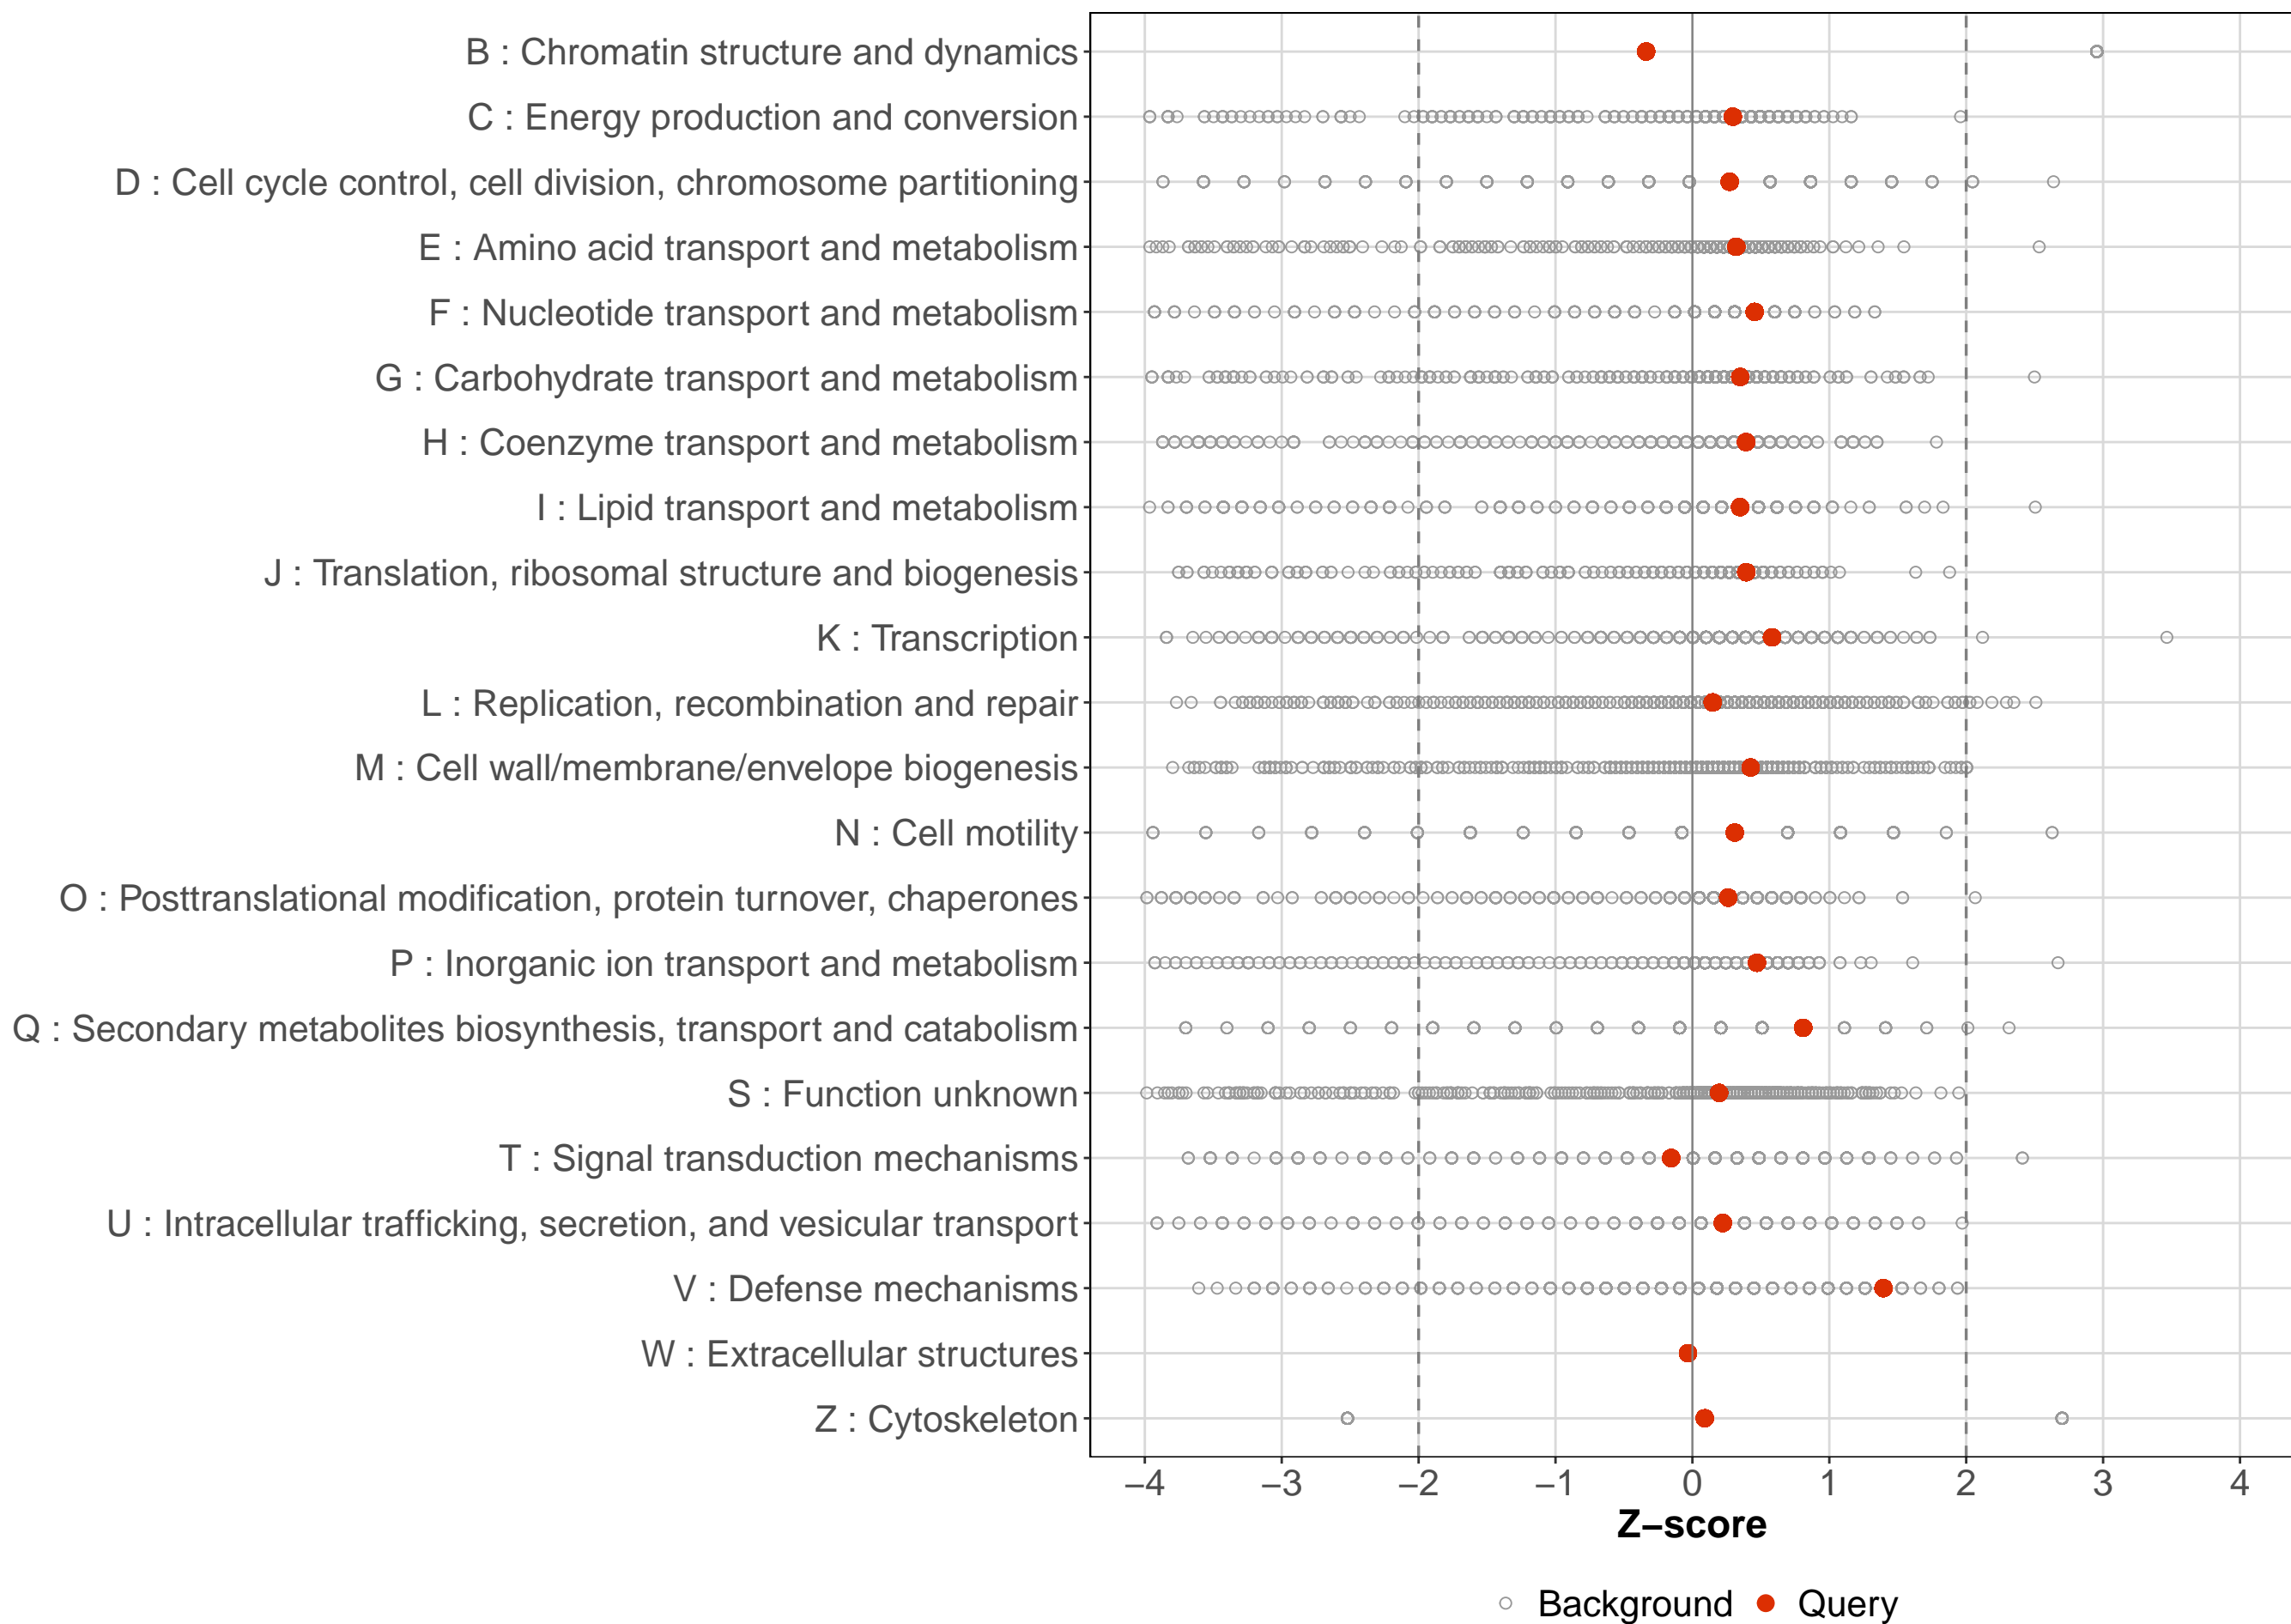 B : Chromatin structure and dynamics
C : Energy production and conversion
D : Cell cycle control, cell division, chromosome partitioning
E : Amino acid transport and metabolism
F : Nucleotide transport and metabolism
G : Carbohydrate transport and metabolism
H : Coenzyme transport and metabolism
I : Lipid transport and metabolism
J : Translation, ribosomal structure and biogenesis
K : Transcription
L : Replication, recombination and repair
M : Cell wall/membrane/envelope biogenesis
N : Cell motility
O : Posttranslational modification, protein turnover, chaperones
P : Inorganic ion transport and metabolism
Q : Secondary metabolites biosynthesis, transport and catabolism
S : Function unknown
T : Signal transduction mechanisms
U : Intracellular trafficking, secretion, and vesicular transport
V : Defense mechanisms
W : Extracellular structures
Z : Cytoskeleton
−4 −3 −2 −1 0 1 2 3 4
Z−score
Background Query